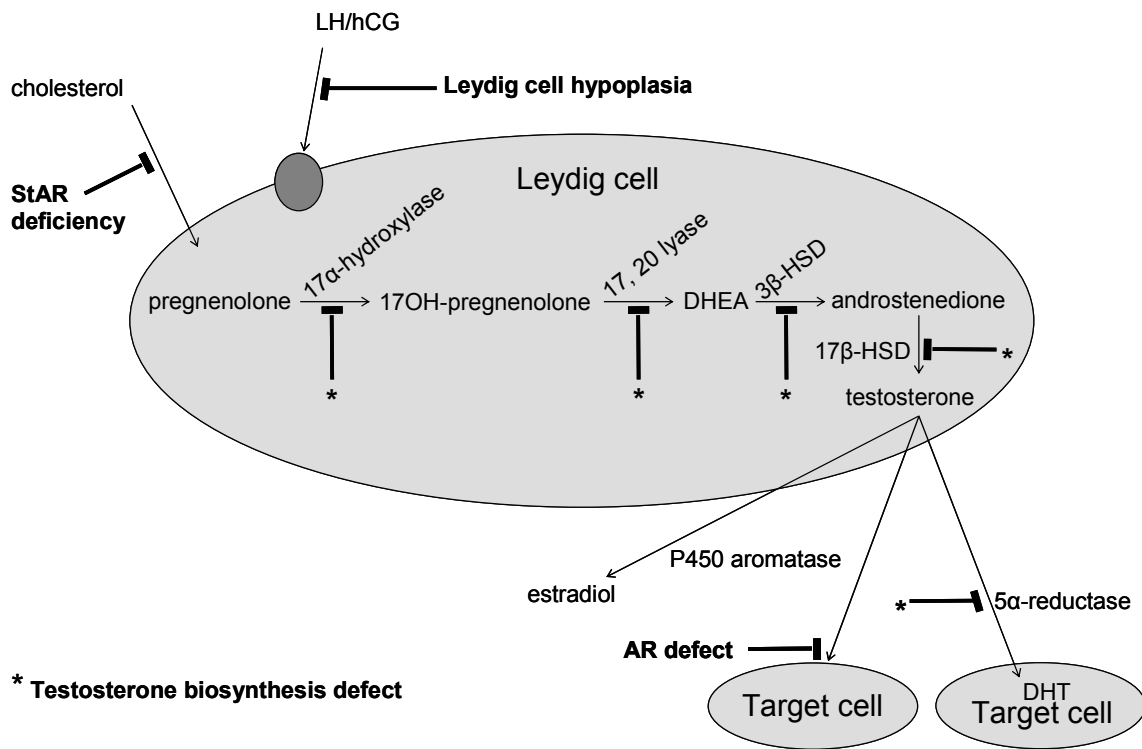 LH/hCG
cholesterol
Leydig cell hypoplasia
StAR
deficiency
Leydig cell
17α-hydroxylase
17, 20 lyase
3β-HSD
pregnenolone
17OH-pregnenolone
DHEA
androstenedione
*
*
*
17β-HSD
*
testosterone
P450 aromatase
estradiol
*
5α-reductase
AR defect
* Testosterone biosynthesis defect
Target cell
DHT
Target cell